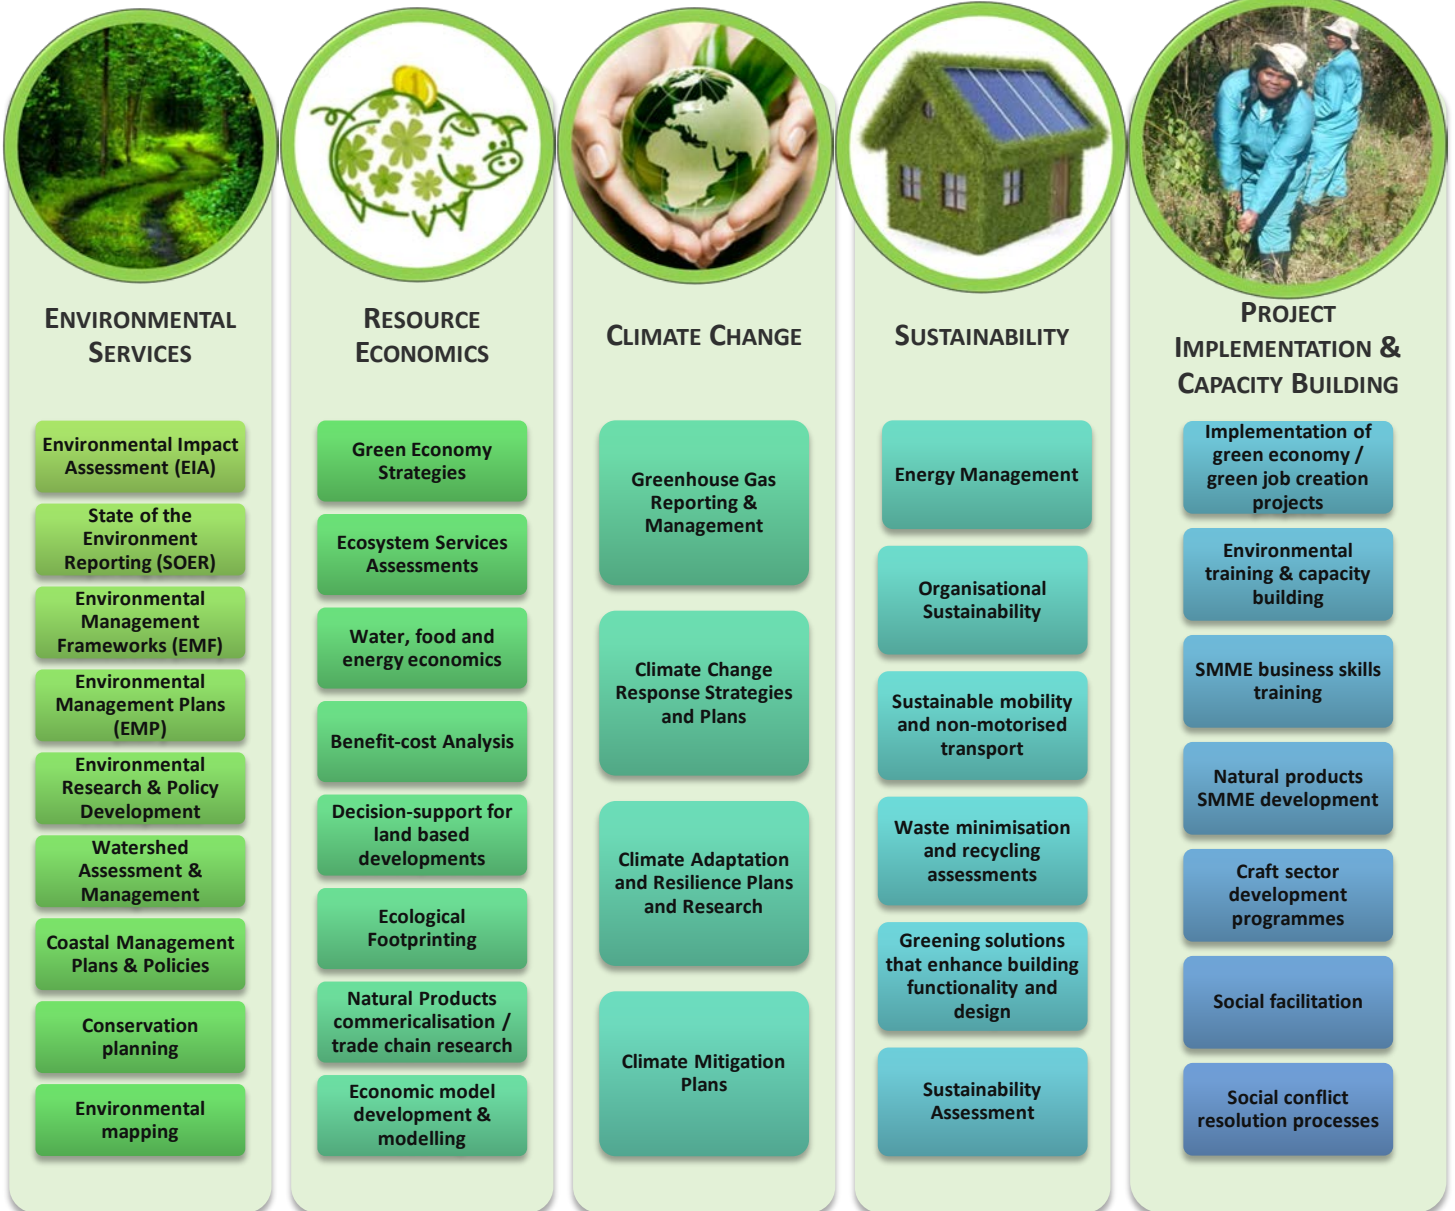 ENVIRONMENTAL
SERVICES
Environmental Impact
Assessment (EIA)
State of the
Environment
Reporting (SOER)
Environmental
Management
Frameworks (EMF)
Environmental
Management Plans
(EMP)
Environmental
Research & Policy
Development
Watershed
Assessment &
Management
Coastal Management
Plans & Policies
Conservation
planning
Environmental
mapping
RESOURCE
ECONOMICS
Green Economy
Strategies
Ecosystem Services
Assessments
Water, food and
energy economics
Benefit-cost Analysis
Decision-support for
land based
developments
Ecological
Footprinting
Natural Products
commericalisation /
trade chain research
Economic model
development &
modelling
CLIMATE CHANGE
Greenhouse Gas
Reporting &
Management
Climate Change
Response Strategies
and Plans
Climate Adaptation
and Resilience Plans
and Research
Climate Mitigation
Plans
SUSTAINABILITY
Energy Management
Organisational
Sustainability
Sustainable mobility
and non-motorised
transport
Waste minimisation
and recycling
assessments
Greening solutions
that enhance building
functionality and
design
Sustainability
Assessment
PROJECT
IMPLEMENTATION &
CAPACITY BUILDING
Implementation of
green economy /
green job creation
projects
Environmental
training & capacity
building
SMME business skills
training
Natural products
SMME development
Craft sector
development
programmes
Social facilitation
Social conflict
resolution processes